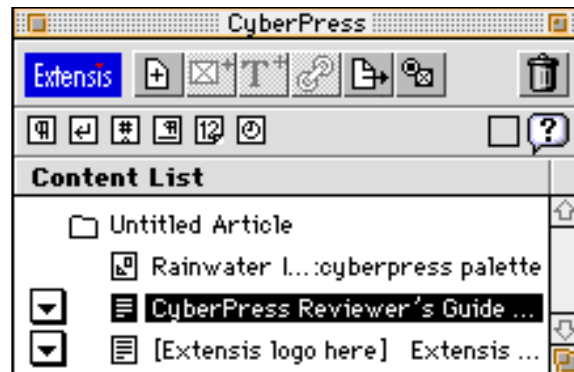 CyberPress
Extensis
Content List
Untitled Article
Rainwater I...:cyberpress palette
CyberPress Reviewer's Guide ...
[Extensis logo here] Extensis ...